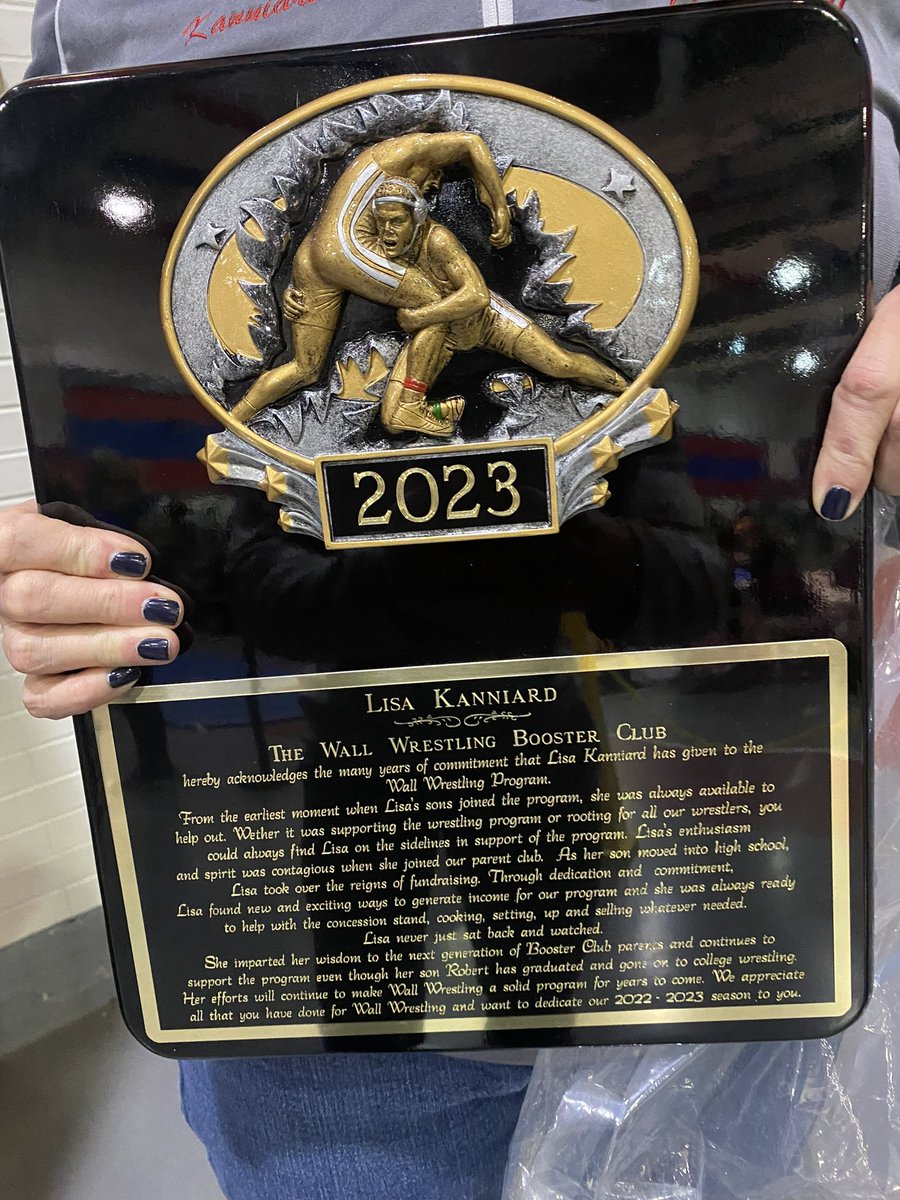 Kanniard
2023
Lisa Kanniard
The Wall Wrestling Booster Club
hereby acknowledges the many years of commitment that Lisa Kanniard has given to the
Wall Wrestling Program.
From the earliest moment when Lisa's sons joined the program, she was always available to
help out. Wether it was supporting the wrestling program or rooting for all our wrestlers, you
could always find Lisa on the sidelines in support of the program. Lisa's enthusiasm
and spirit was contagious when she joined our parent club. As her son moved into high school,
Lisa took over the reigns of fundraising. Through dedication and commitment,
Lisa found new and exciting ways to generate income for our program and she was always ready
to help with the concession stand, cooking, setting, up and selling whatever needed.
Lisa never just sat back and watched.
She imparted her wisdom to the next generation of Booster Club parents and continues to
support the program even though her son Robert has graduated and gone on to college wrestling.
Her efforts will continue to make Wall Wrestling a solid program for years to come. We appreciate
all that you have done for Wall Wrestling and want to dedicate our 2022-2023 season to you.